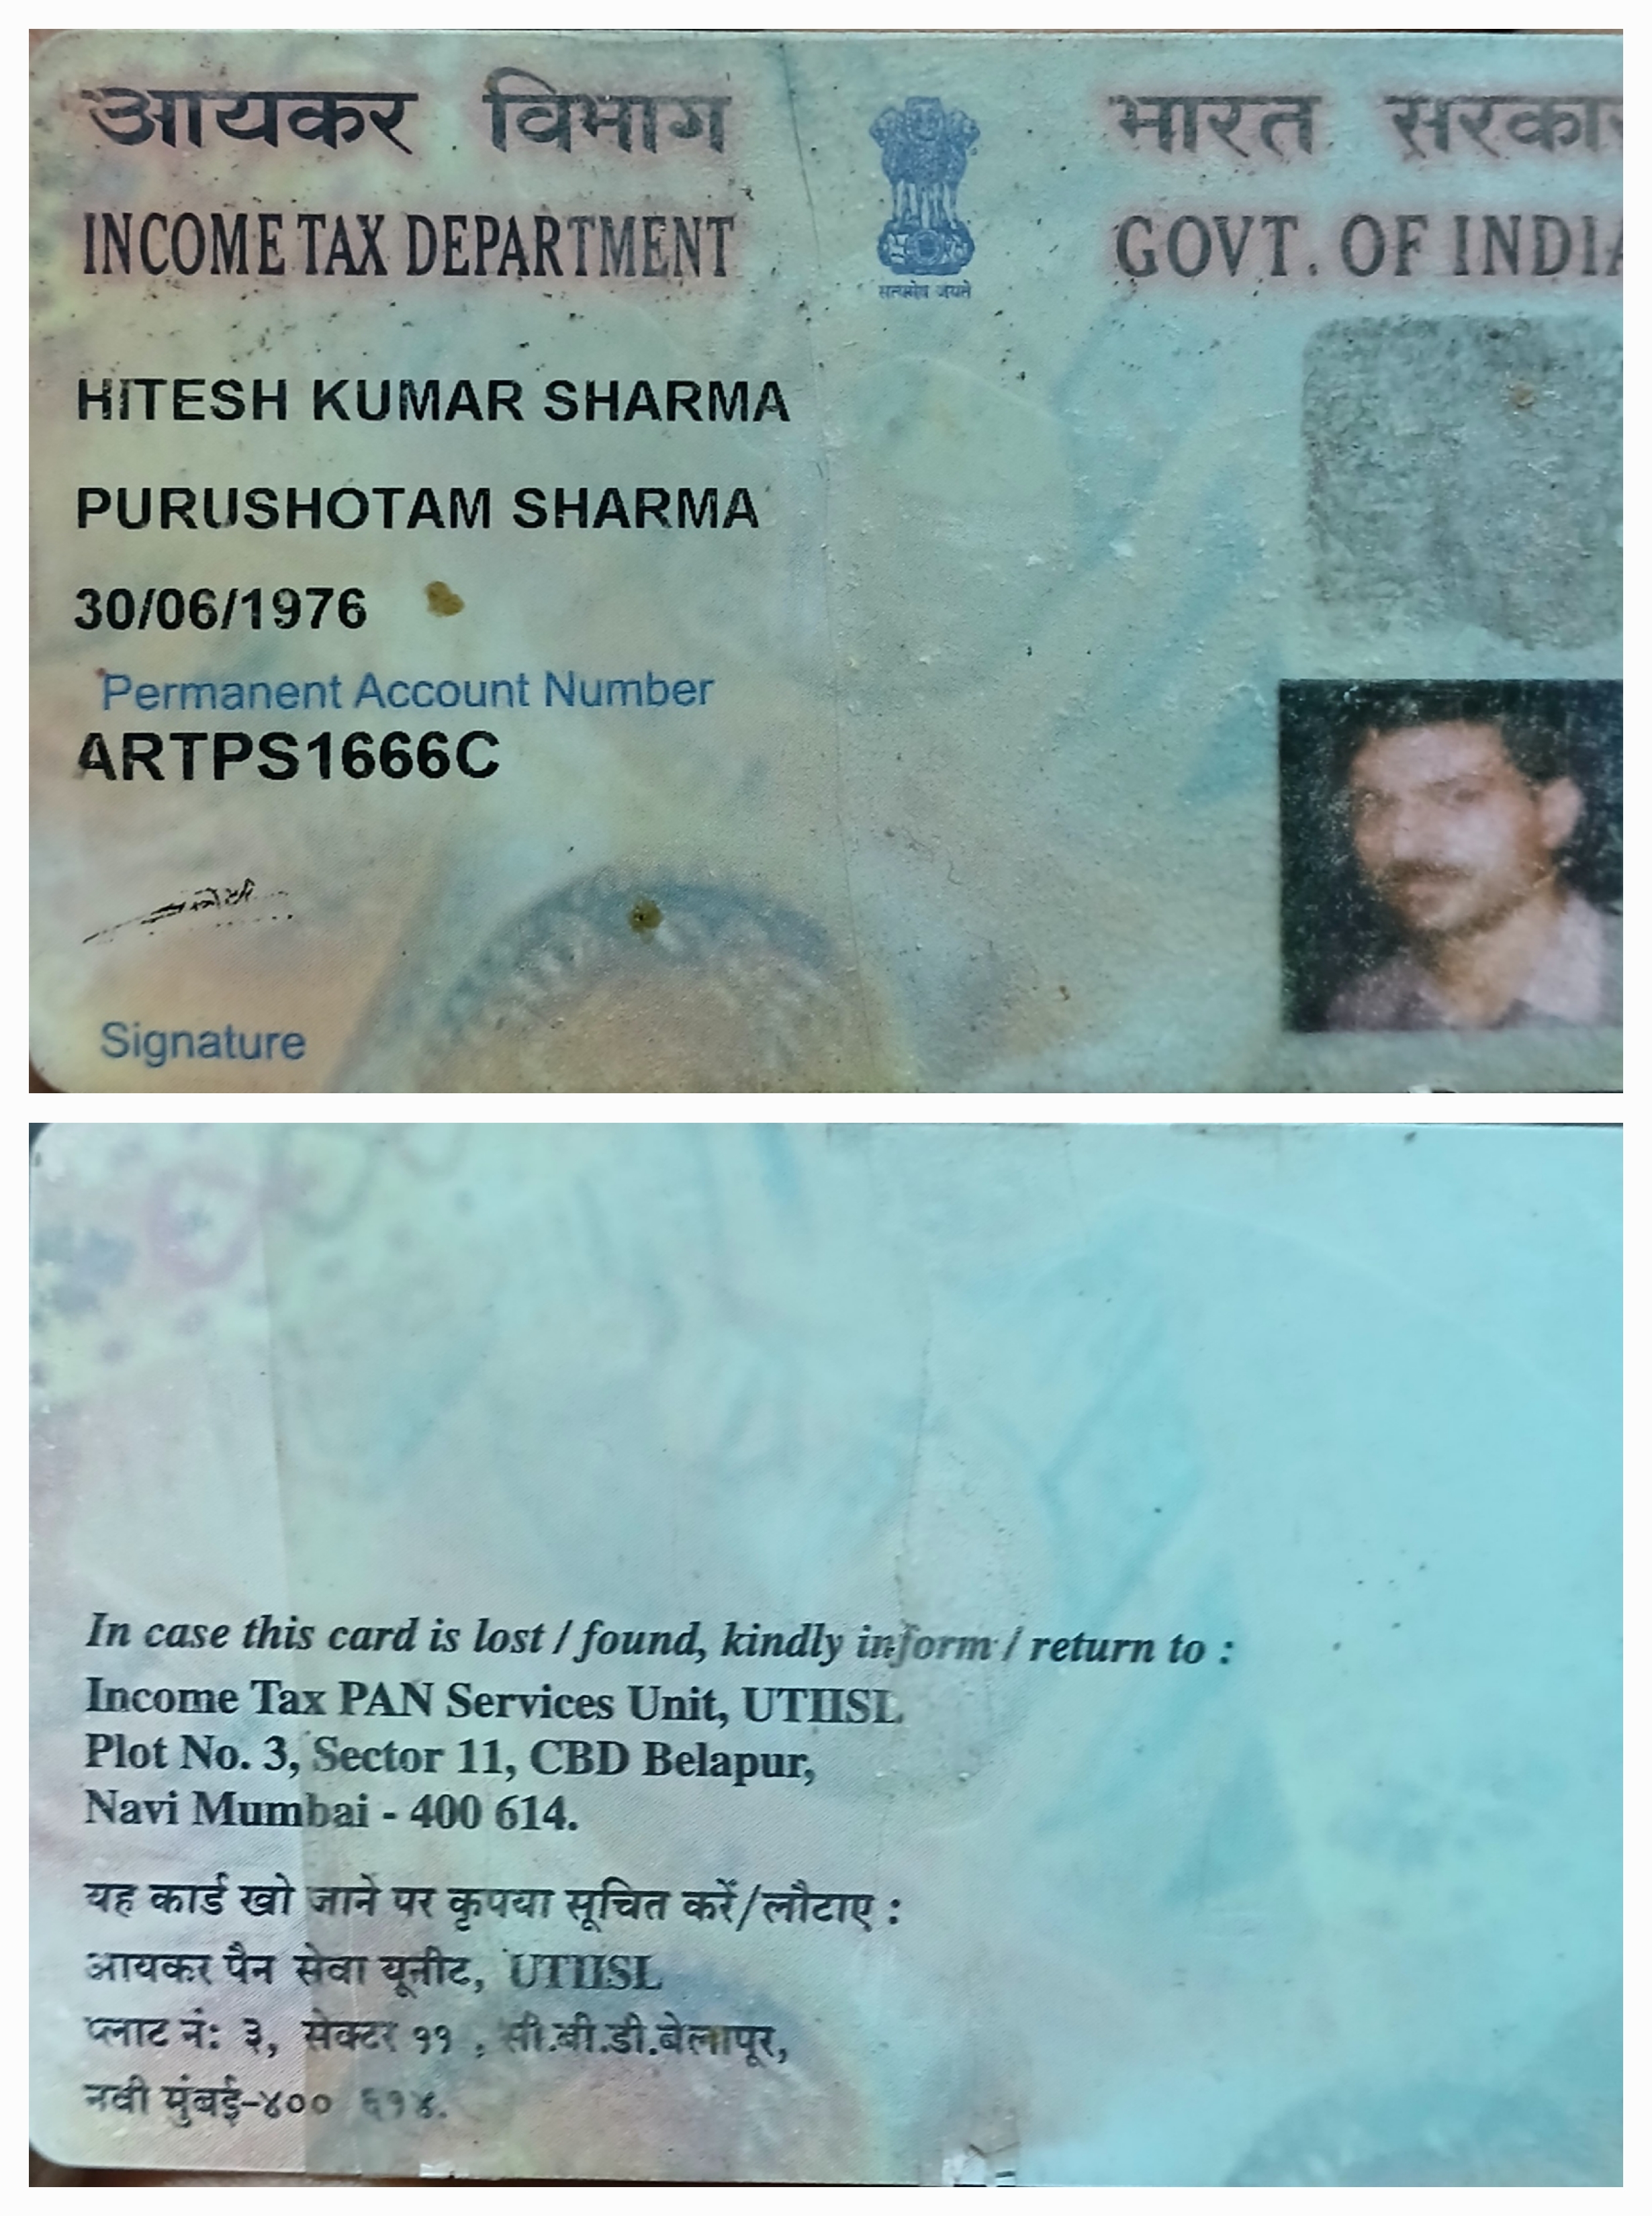 आयकर विभाग
भारत सरकार
INCOME TAX DEPARTMENT
GOVT. OF INDIA
सत्यमेव जयते
HITESH KUMAR SHARMA
PURUSHOTAM SHARMA
30/06/1976
Permanent Account Number
ARTPS1666C
Signature
In case this card is lost / found, kindly inform / return to :
Income Tax PAN Services Unit, UTIISL
Plot No. 3, Sector 11, CBD Belapur,
Navi Mumbai - 400 614.
यह कार्ड खो जाने पर कृपया सूचित करें/लौटाए :
आयकर पैन सेवा यूनीट, UTIISL
प्लाट नं: ३, सेक्टर ११ , सी.बी.डी.बेलापूर,
नवी मुंबई-४०० ६१४.